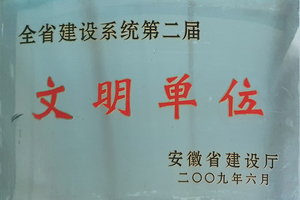 全省建设系统第二届
文明单位
安徽省建设厅
二〇〇九年六月